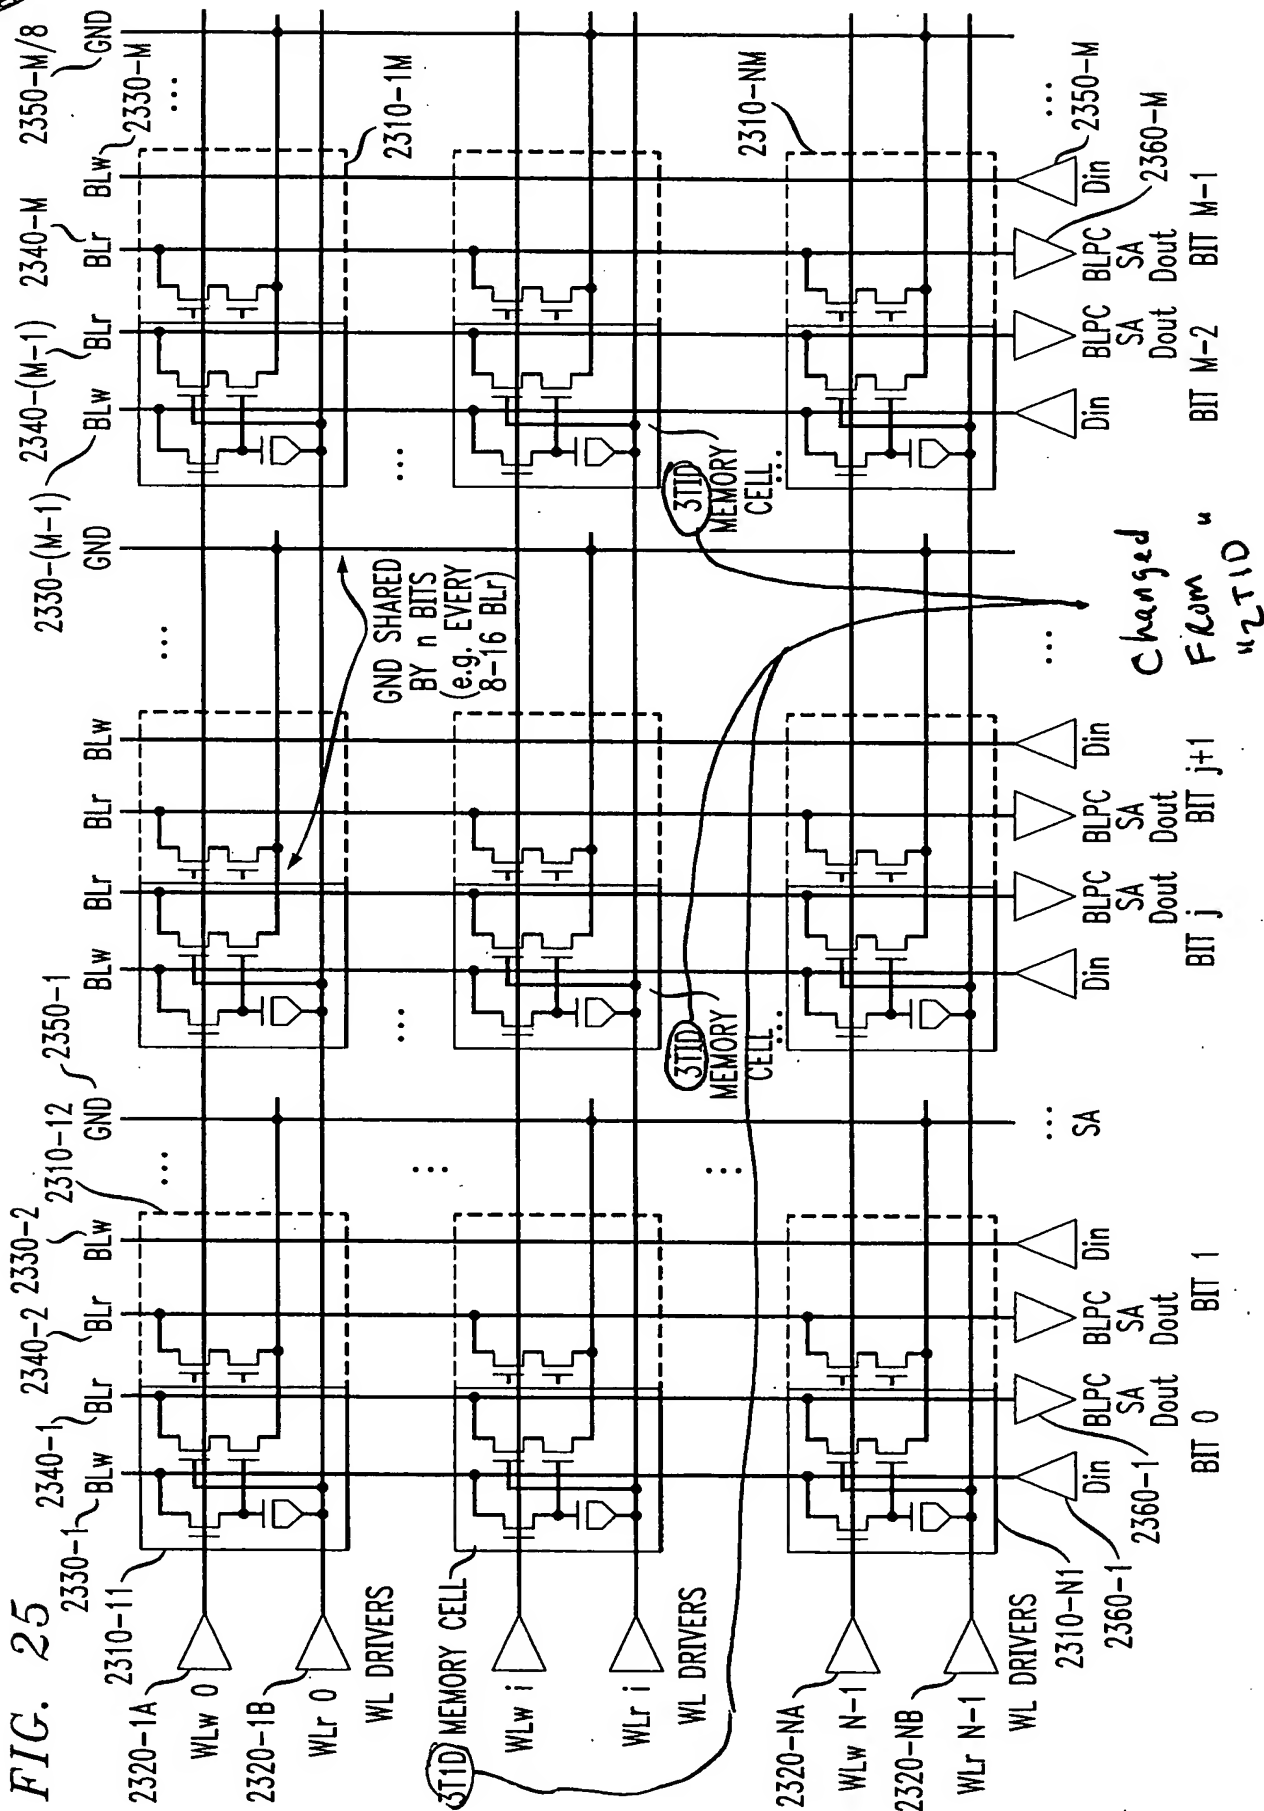 FIG. 25
2330-1
2340-1
2340-2
2330-2
2310-12
2350-1
2330-(M-1)
2340-(M-1)
2340-M
2350-M/8
2330-M
BLw
BLr
BLr
BLw
GND
BLw
BLr
BLr
BLw
GND
BLw
BLr
BLr
BLw
GND
...
...
...
2310-11
2310-1M
2320-1A
WLw 0
2320-1B
WLr 0
WL DRIVERS
GND SHARED
BY n BITS
(e.g. EVERY
8-16 BLr)
...
...
...
3T1D MEMORY CELL
WLw i
WLr i
WL DRIVERS
3T1D
MEMORY
CELL
3T1D
MEMORY
CELL
...
...
...
2310-NM
2320-NA
WLw N-1
2320-NB
WLr N-1
WL DRIVERS
2310-N1
2360-1
2360-1
Din
BLPC
SA
Dout
BLPC
SA
Dout
Din
... SA
Din
BLPC
SA
Dout
BLPC
SA
Dout
Din
...
Din
BLPC
SA
Dout
BLPC
SA
Dout
Din
...
2350-M
2360-M
BIT 0
BIT 1
BIT j
BIT j+1
BIT M-2
BIT M-1
Changed
FROM
"2T1D"